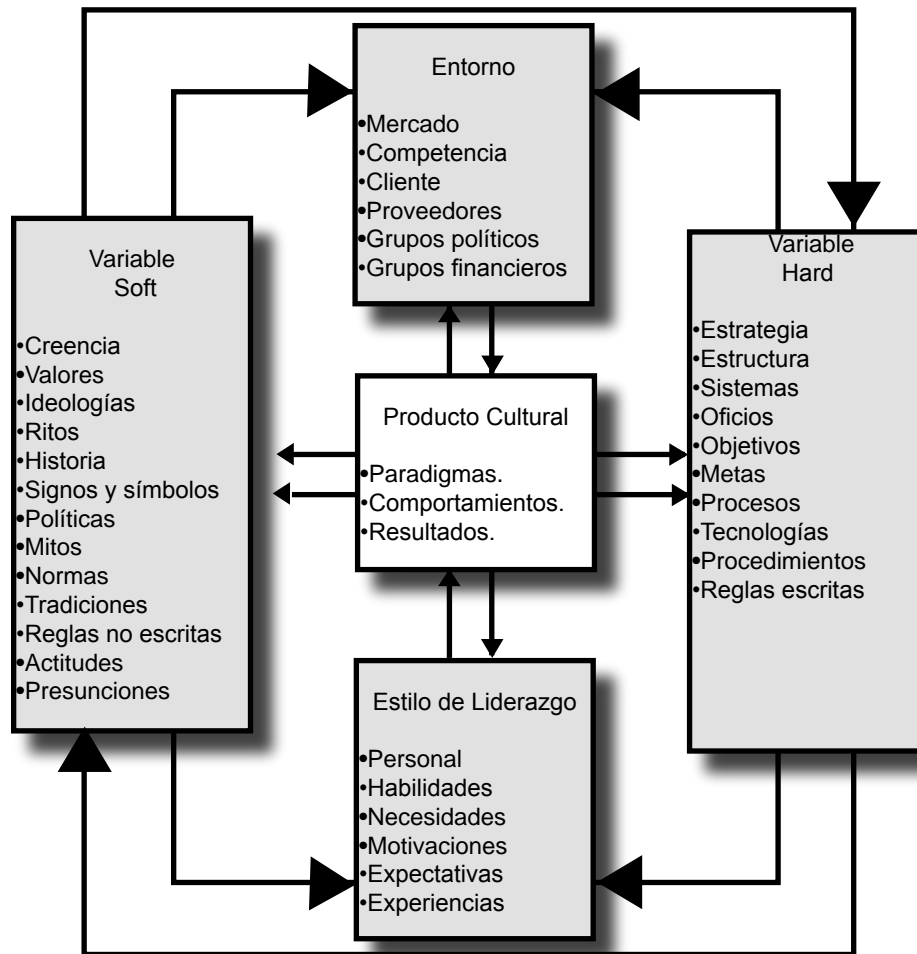 Entorno
•Mercado
•Competencia
•Cliente
•Proveedores
•Grupos políticos
•Grupos financieros
Variable
Soft
•Creencia
•Valores
•Ideologías
•Ritos
•Historia
•Signos y símbolos
•Políticas
•Mitos
•Normas
•Tradiciones
•Reglas no escritas
•Actitudes
•Presunciones
Producto Cultural
•Paradigmas.
•Comportamientos.
•Resultados.
Variable
Hard
•Estrategia
•Estructura
•Sistemas
•Oficios
•Objetivos
•Metas
•Procesos
•Tecnologías
•Procedimientos
•Reglas escritas
Estilo de Liderazgo
•Personal
•Habilidades
•Necesidades
•Motivaciones
•Expectativas
•Experiencias